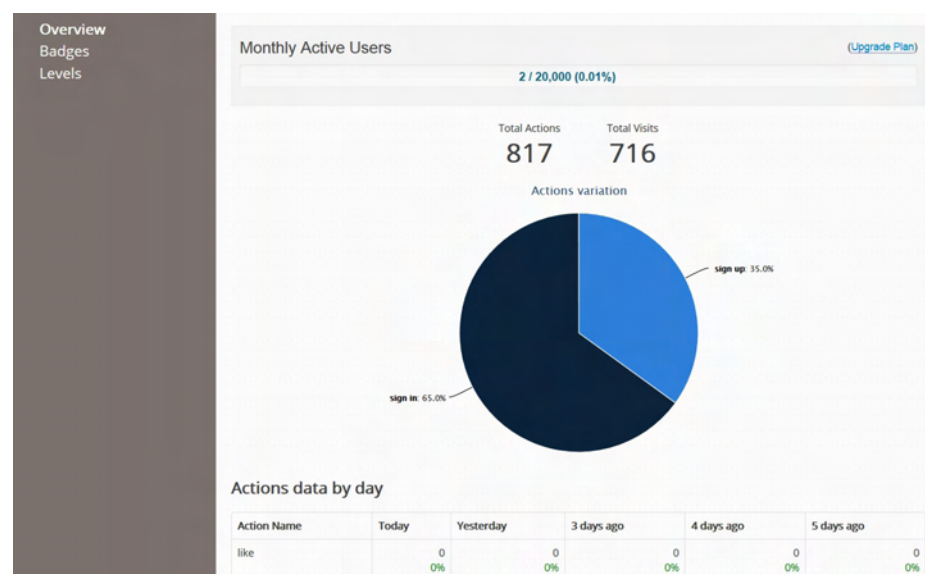 Overview
Badges
Levels
Monthly Active Users
(Upgrade Plan)
2 / 20,000 (0.01%)
Total Actions Total Visits
817 716
Actions variation
sign up: 35.0%
sign in: 65.0%
Actions data by day
Action Name Today Yesterday 3 days ago 4 days ago 5 days ago
like 0 0 0 0 0
0% 0% 0% 0% 0%